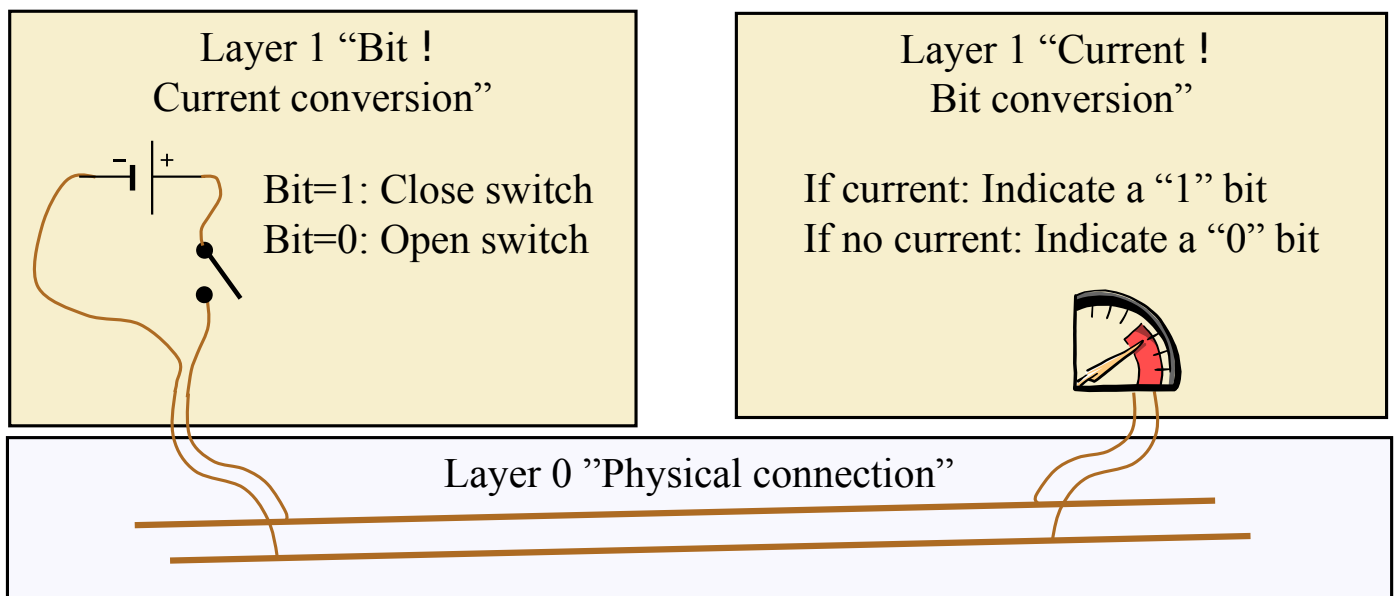 Layer 1 “Bit !
Current conversion”
- +
Bit=1: Close switch
Bit=0: Open switch
Layer 1 “Current !
Bit conversion”
If current: Indicate a “1” bit
If no current: Indicate a “0” bit
Layer 0 ”Physical connection”